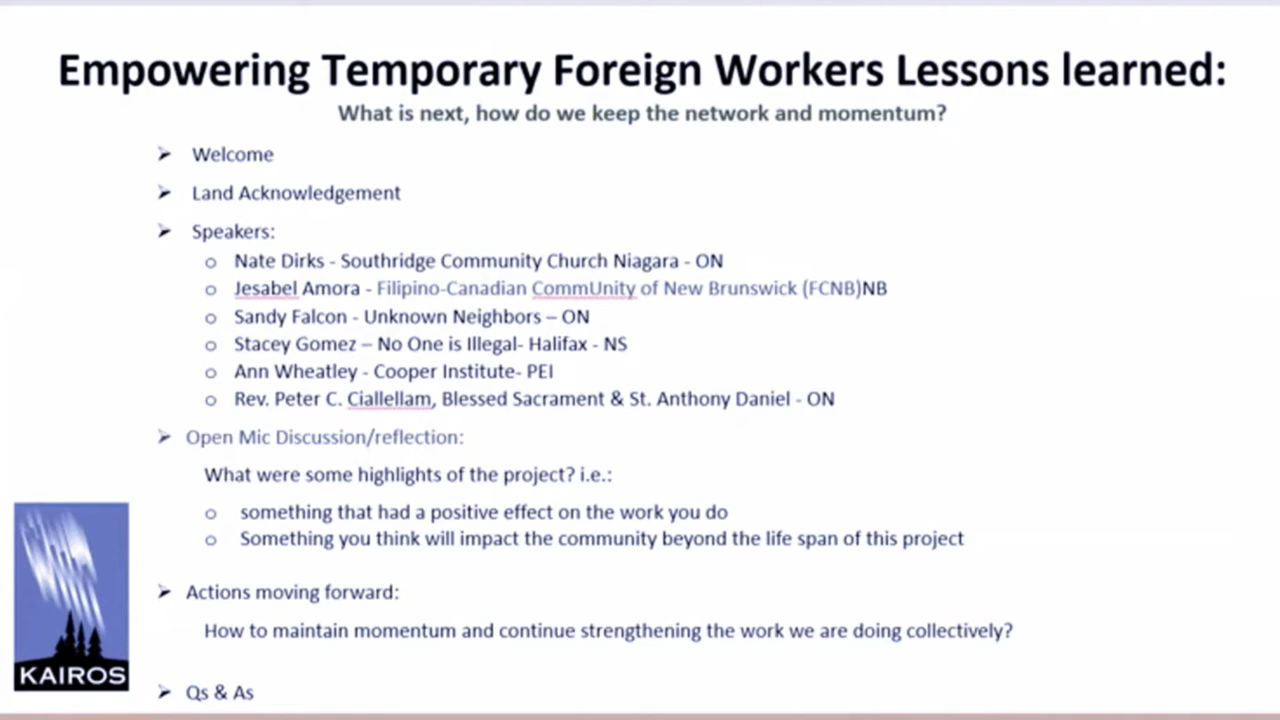 Empowering Temporary Foreign Workers Lessons learned:
What is next, how do we keep the network and momentum?
➢ Welcome
➢ Land Acknowledgement
➢ Speakers:
o Nate Dirks - Southridge Community Church Niagara - ON
o Jesabel Amora - Filipino-Canadian CommUnity of New Brunswick (FCNB)NB
o Sandy Falcon - Unknown Neighbors – ON
o Stacey Gomez – No One is Illegal- Halifax - NS
o Ann Wheatley - Cooper Institute- PEI
o Rev. Peter C. Ciallellam, Blessed Sacrament & St. Anthony Daniel - ON
➢ Open Mic Discussion/reflection:
What were some highlights of the project? i.e.:
o something that had a positive effect on the work you do
o Something you think will impact the community beyond the life span of this project
➢ Actions moving forward:
How to maintain momentum and continue strengthening the work we are doing collectively?
KAIROS
➢ Qs & As